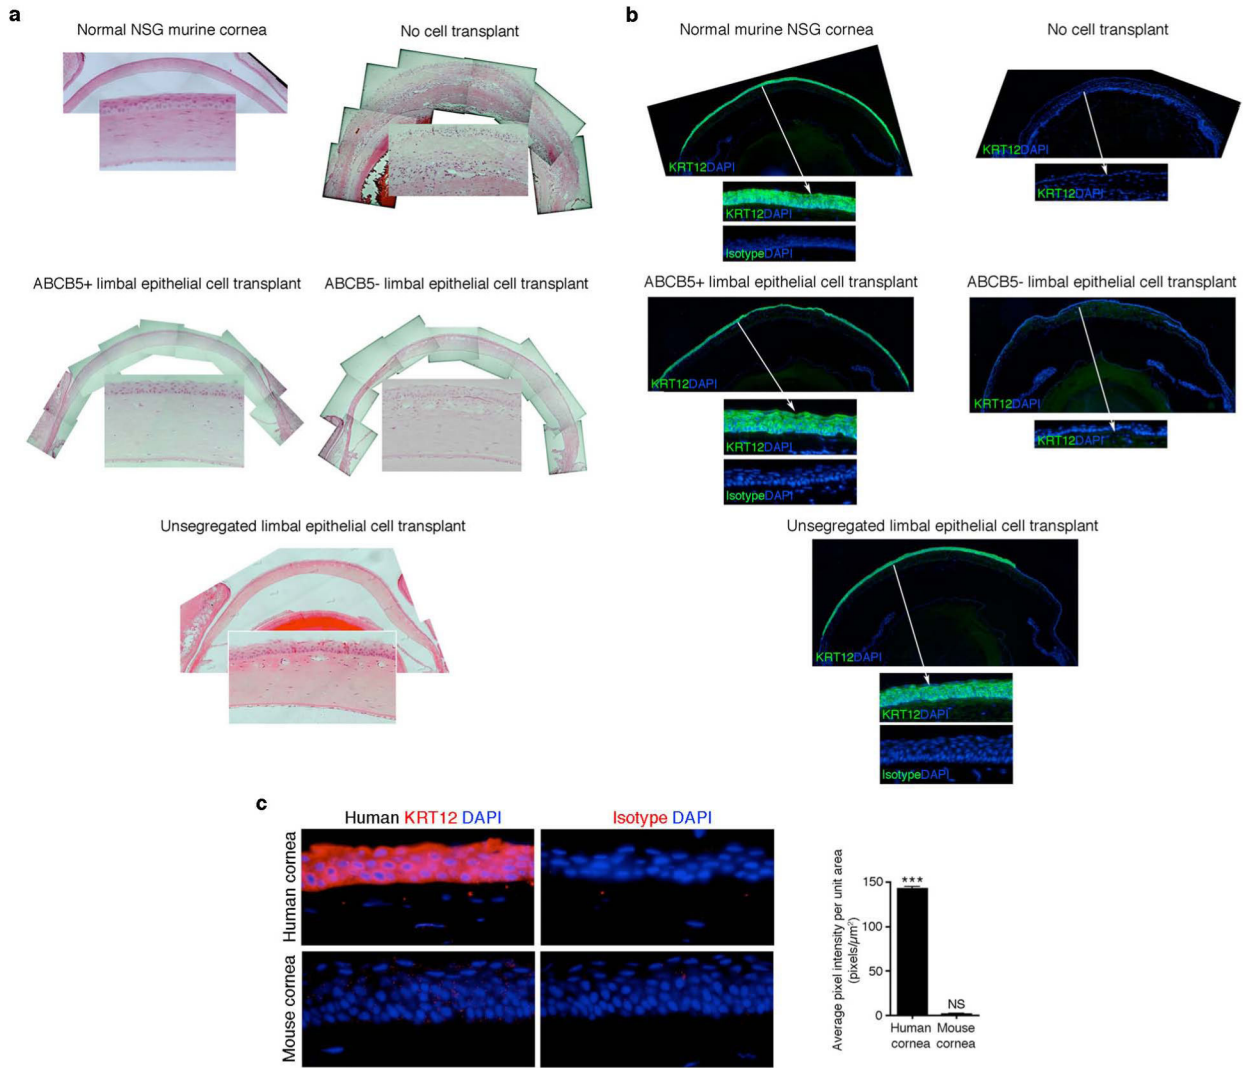 a
Normal NSG murine cornea
No cell transplant
ABCB5+ limbal epithelial cell transplant
ABCB5- limbal epithelial cell transplant
Unsegregated limbal epithelial cell transplant
b
Normal murine NSG cornea
KRT12DAPI
KRT12DAPI
IsotypeDAPI
No cell transplant
KRT12DAPI
KRT12DAPI
ABCB5+ limbal epithelial cell transplant
KRT12DAPI
KRT12DAPI
IsotypeDAPI
ABCB5- limbal epithelial cell transplant
KRT12DAPI
KRT12DAPI
Unsegregated limbal epithelial cell transplant
KRT12DAPI
KRT12DAPI
IsotypeDAPI
c
Human KRT12 DAPI
Isotype DAPI
Human cornea
Mouse cornea
Average pixel intensity per unit area
(pixels/µm²)
150
100
50
0
***
NS
Human
cornea
Mouse
cornea